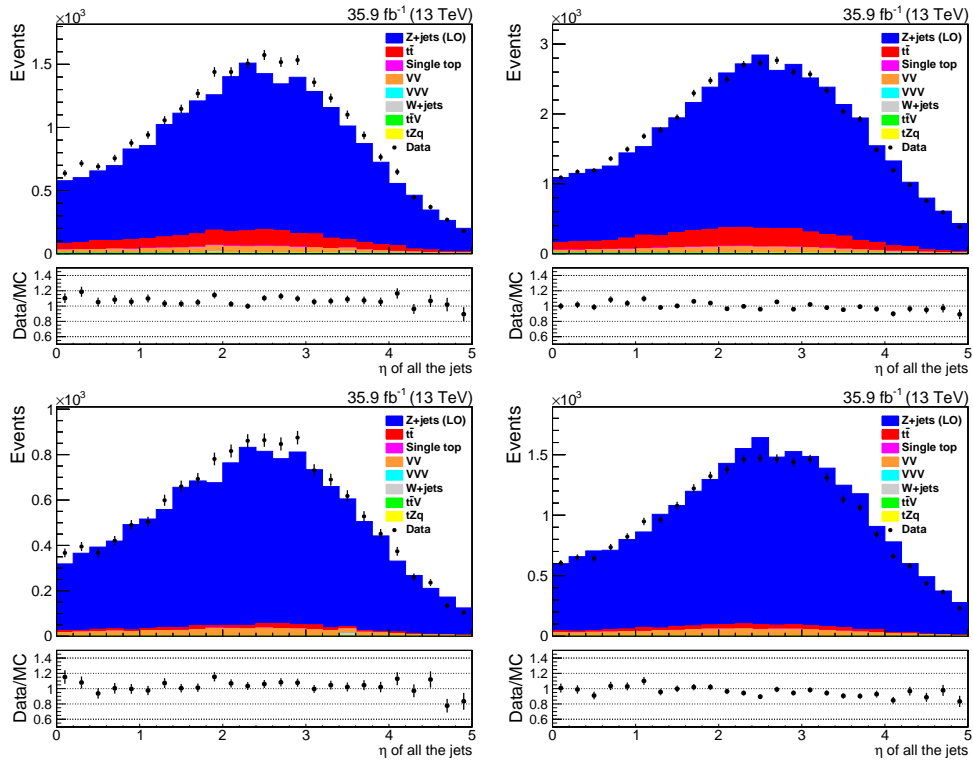 ×10³ 35.9 fb⁻¹ (13 TeV)
Events
1.5
1
0.5
0
Z+jets (LO)
tt̄
Single top
VV
VVV
W+jets
tt̄V
tZq
Data
Data/MC
1.4
1.2
1
0.8
0.6
0 1 2 3 4 5
η of all the jets
×10³ 35.9 fb⁻¹ (13 TeV)
Events
3
2
1
0
Z+jets (LO)
tt̄
Single top
VV
VVV
W+jets
tt̄V
tZq
Data
Data/MC
1.4
1.2
1
0.8
0.6
0 1 2 3 4 5
η of all the jets
×10³ 35.9 fb⁻¹ (13 TeV)
Events
1
0.8
0.6
0.4
0.2
0
Z+jets (LO)
tt̄
Single top
VV
VVV
W+jets
tt̄V
tZq
Data
Data/MC
1.4
1.2
1
0.8
0.6
0 1 2 3 4 5
η of all the jets
×10³ 35.9 fb⁻¹ (13 TeV)
Events
1.5
1
0.5
0
Z+jets (LO)
tt̄
Single top
VV
VVV
W+jets
tt̄V
tZq
Data
Data/MC
1.4
1.2
1
0.8
0.6
0 1 2 3 4 5
η of all the jets